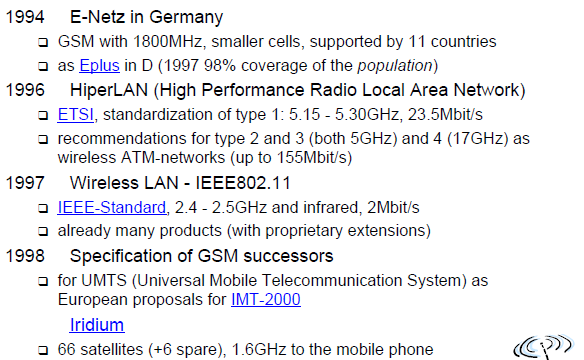 1994 E-Netz in Germany
❑ GSM with 1800MHz, smaller cells, supported by 11 countries
❑ as Eplus in D (1997 98% coverage of the population)
1996 HiperLAN (High Performance Radio Local Area Network)
❑ ETSI, standardization of type 1: 5.15 - 5.30GHz, 23.5Mbit/s
❑ recommendations for type 2 and 3 (both 5GHz) and 4 (17GHz) as
wireless ATM-networks (up to 155Mbit/s)
1997 Wireless LAN - IEEE802.11
❑ IEEE-Standard, 2.4 - 2.5GHz and infrared, 2Mbit/s
❑ already many products (with proprietary extensions)
1998 Specification of GSM successors
❑ for UMTS (Universal Mobile Telecommunication System) as
European proposals for IMT-2000
Iridium
❑ 66 satellites (+6 spare), 1.6GHz to the mobile phone